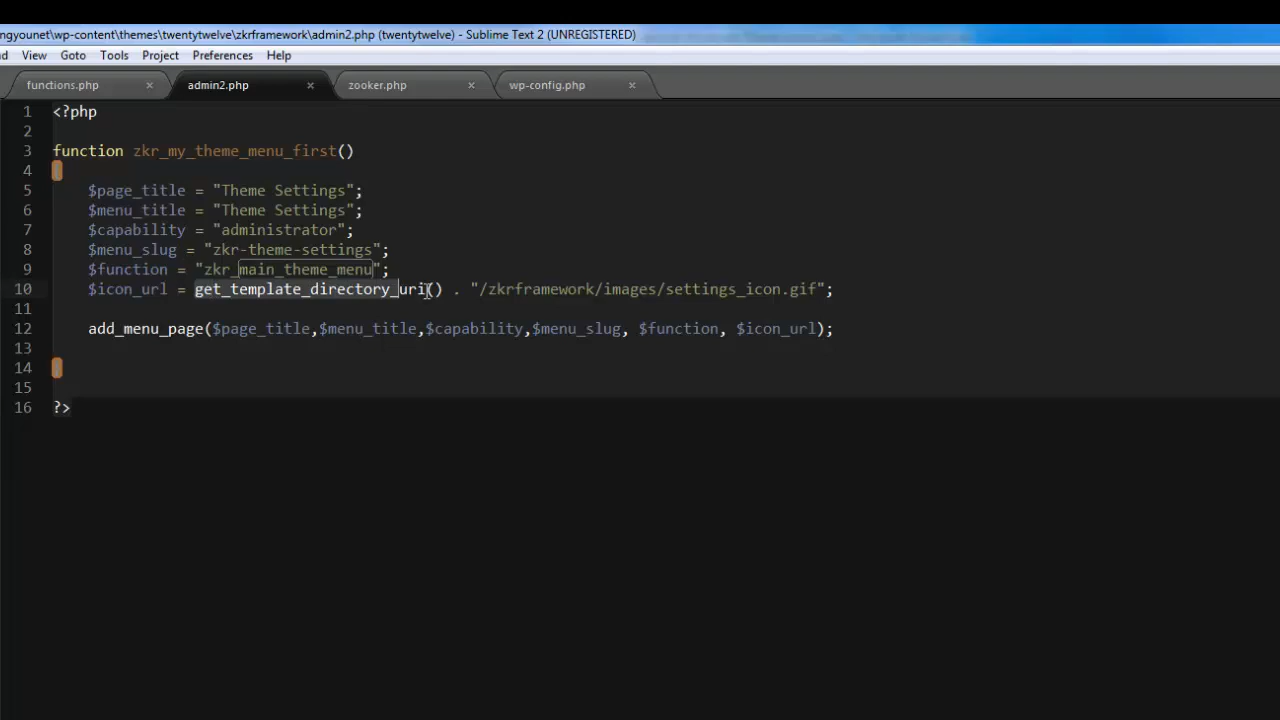 ngyounet\wp-content\themes\twentytwelve\zkrframework\admin2.php (twentytwelve) - Sublime Text 2 (UNREGISTERED)
View Goto Tools Project Preferences Help
functions.php × admin2.php × zooker.php × wp-config.php ×
1 <?php
2
3 function zkr_my_theme_menu_first()
4 {
5 $page_title = "Theme Settings";
6 $menu_title = "Theme Settings";
7 $capability = "administrator";
8 $menu_slug = "zkr-theme-settings";
9 $function = "zkr_main_theme_menu";
10 $icon_url = get_template_directory_uri() . "/zkrframework/images/settings_icon.gif";
11
12 add_menu_page($page_title,$menu_title,$capability,$menu_slug, $function, $icon_url);
13
14 }
15
16 ?>